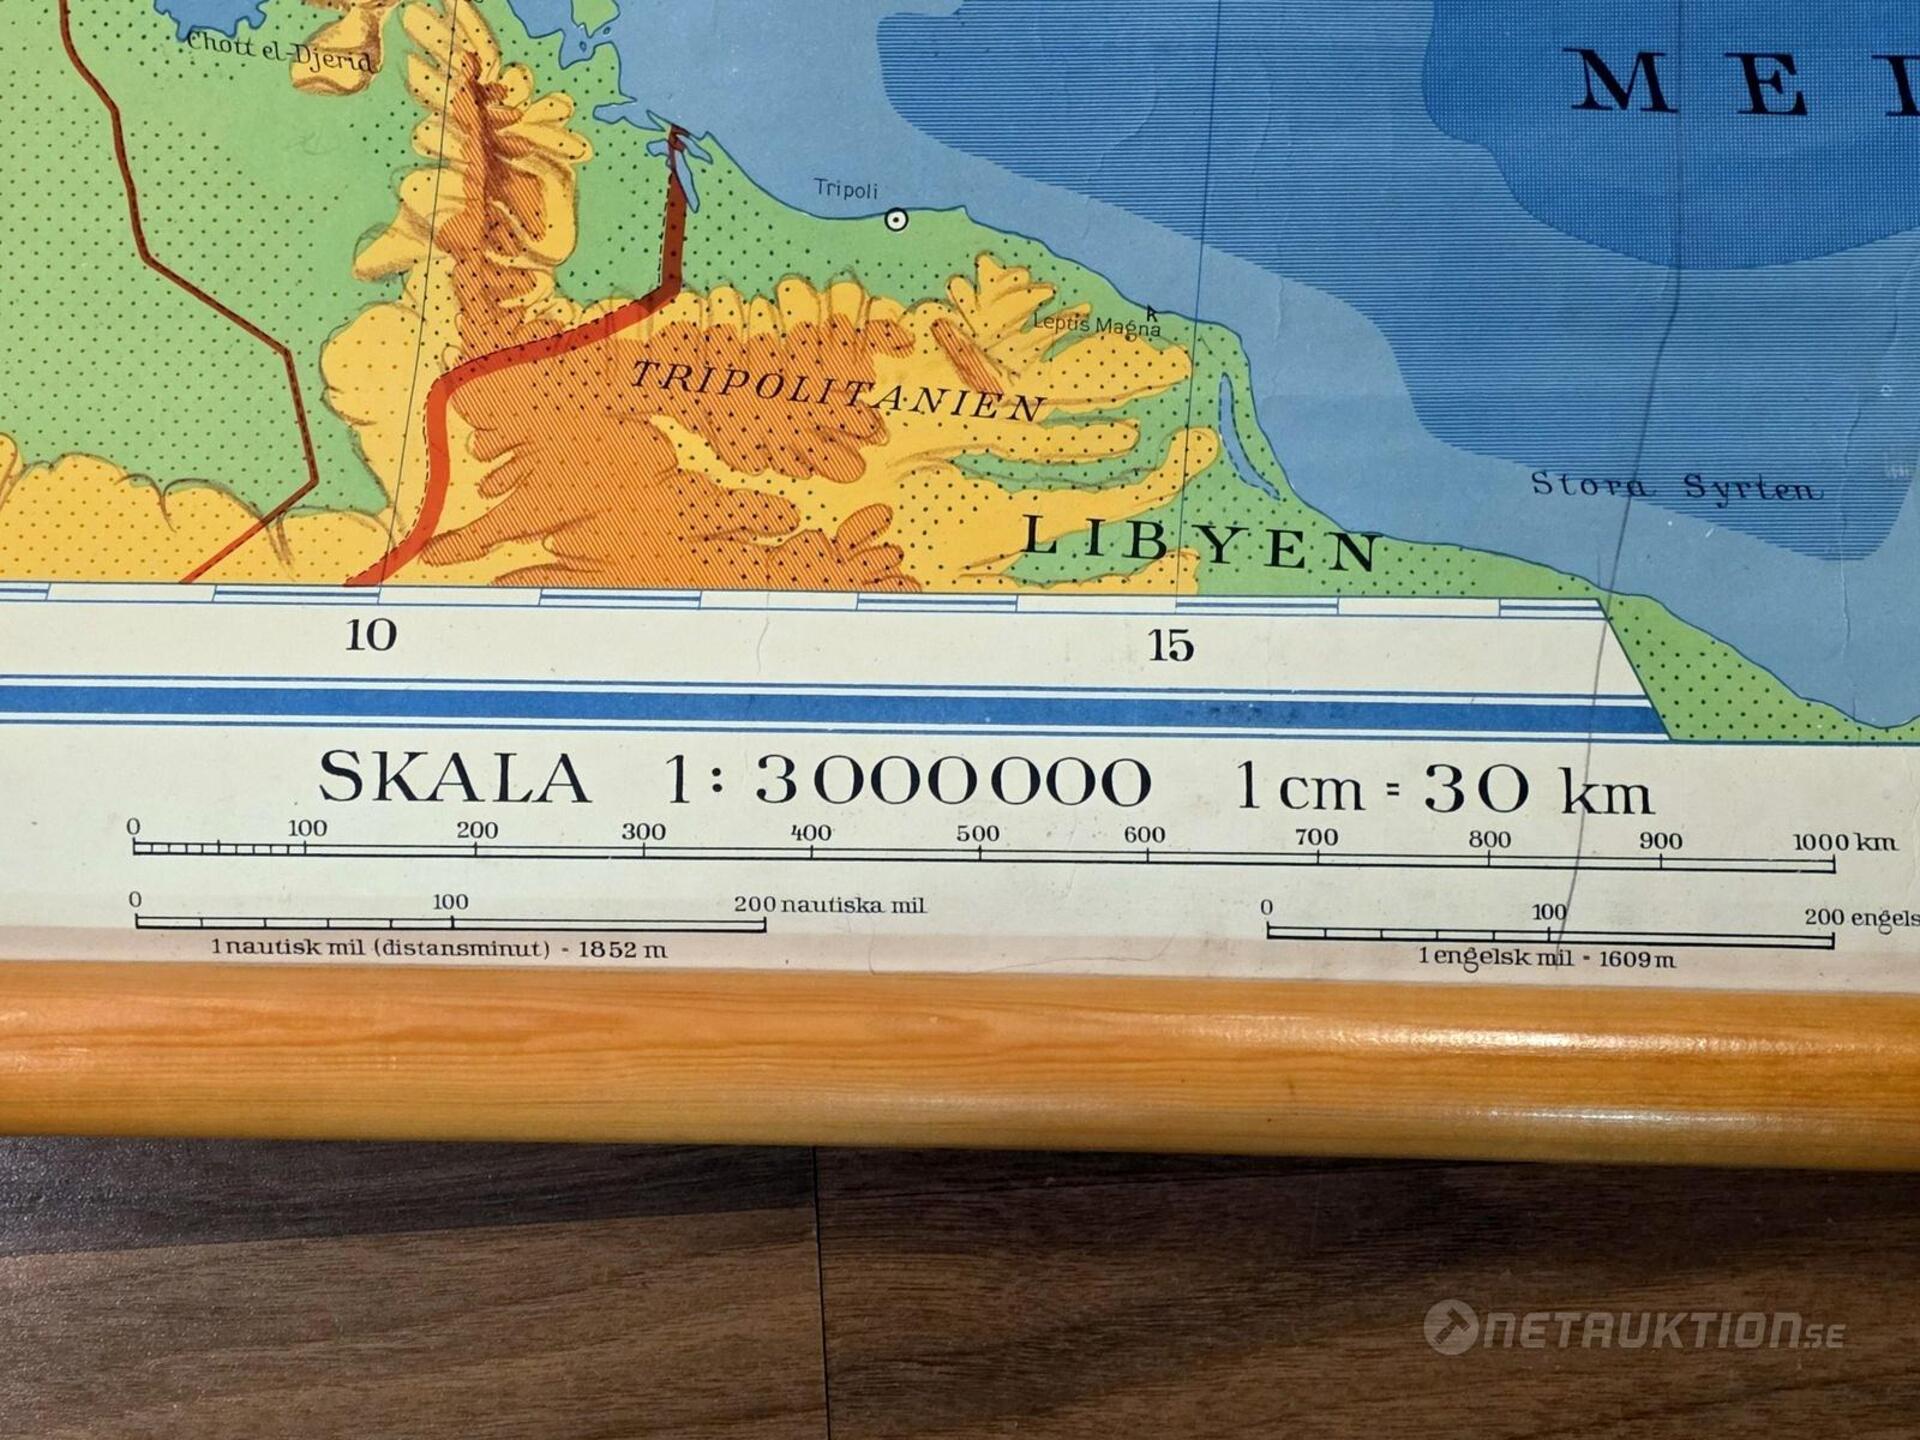 Chott el-Djerid
MED
Tripoli
Leptis Magna
TRIPOLITANIEN
Stora Syrten
LIBYEN
10 15
SKALA 1:3000000 1 cm = 30 km
0 100 200 300 400 500 600 700 800 900 1000 km
0 100 200 nautiska mil
1 nautisk mil (distansminut) - 1852 m
0 100 200 engels
1 engelsk mil - 1609 m
NETAUKTION.SE